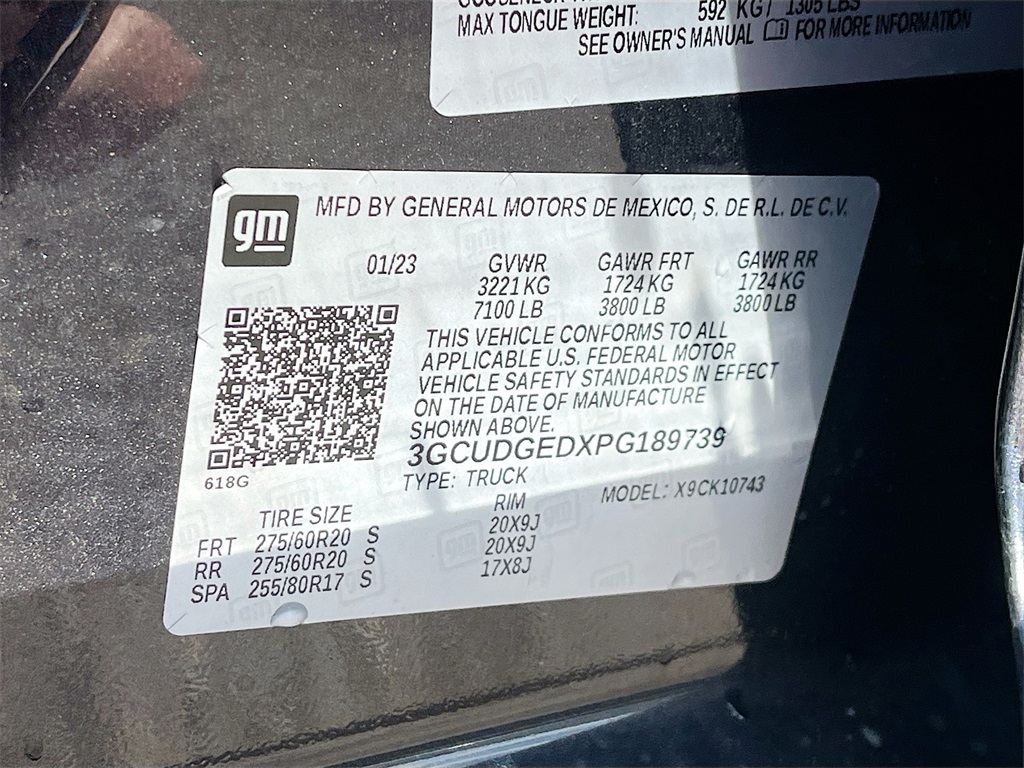 MAX TONGUE WEIGHT: 592 KG / 1305 LBS
SEE OWNER'S MANUAL FOR MORE INFORMATION
gm
MFD BY GENERAL MOTORS DE MEXICO, S. DE R.L. DE C.V.
01/23 GVWR GAWR FRT GAWR RR
3221 KG 1724 KG 1724 KG
7100 LB 3800 LB 3800 LB
THIS VEHICLE CONFORMS TO ALL
APPLICABLE U.S. FEDERAL MOTOR
VEHICLE SAFETY STANDARDS IN EFFECT
ON THE DATE OF MANUFACTURE
SHOWN ABOVE.
3GCUDGEDXPG189739
618G
TYPE: TRUCK MODEL: X9CK10743
TIRE SIZE RIM
FRT 275/60R20 S 20X9J
RR 275/60R20 S 20X9J
SPA 255/80R17 S 17X8J